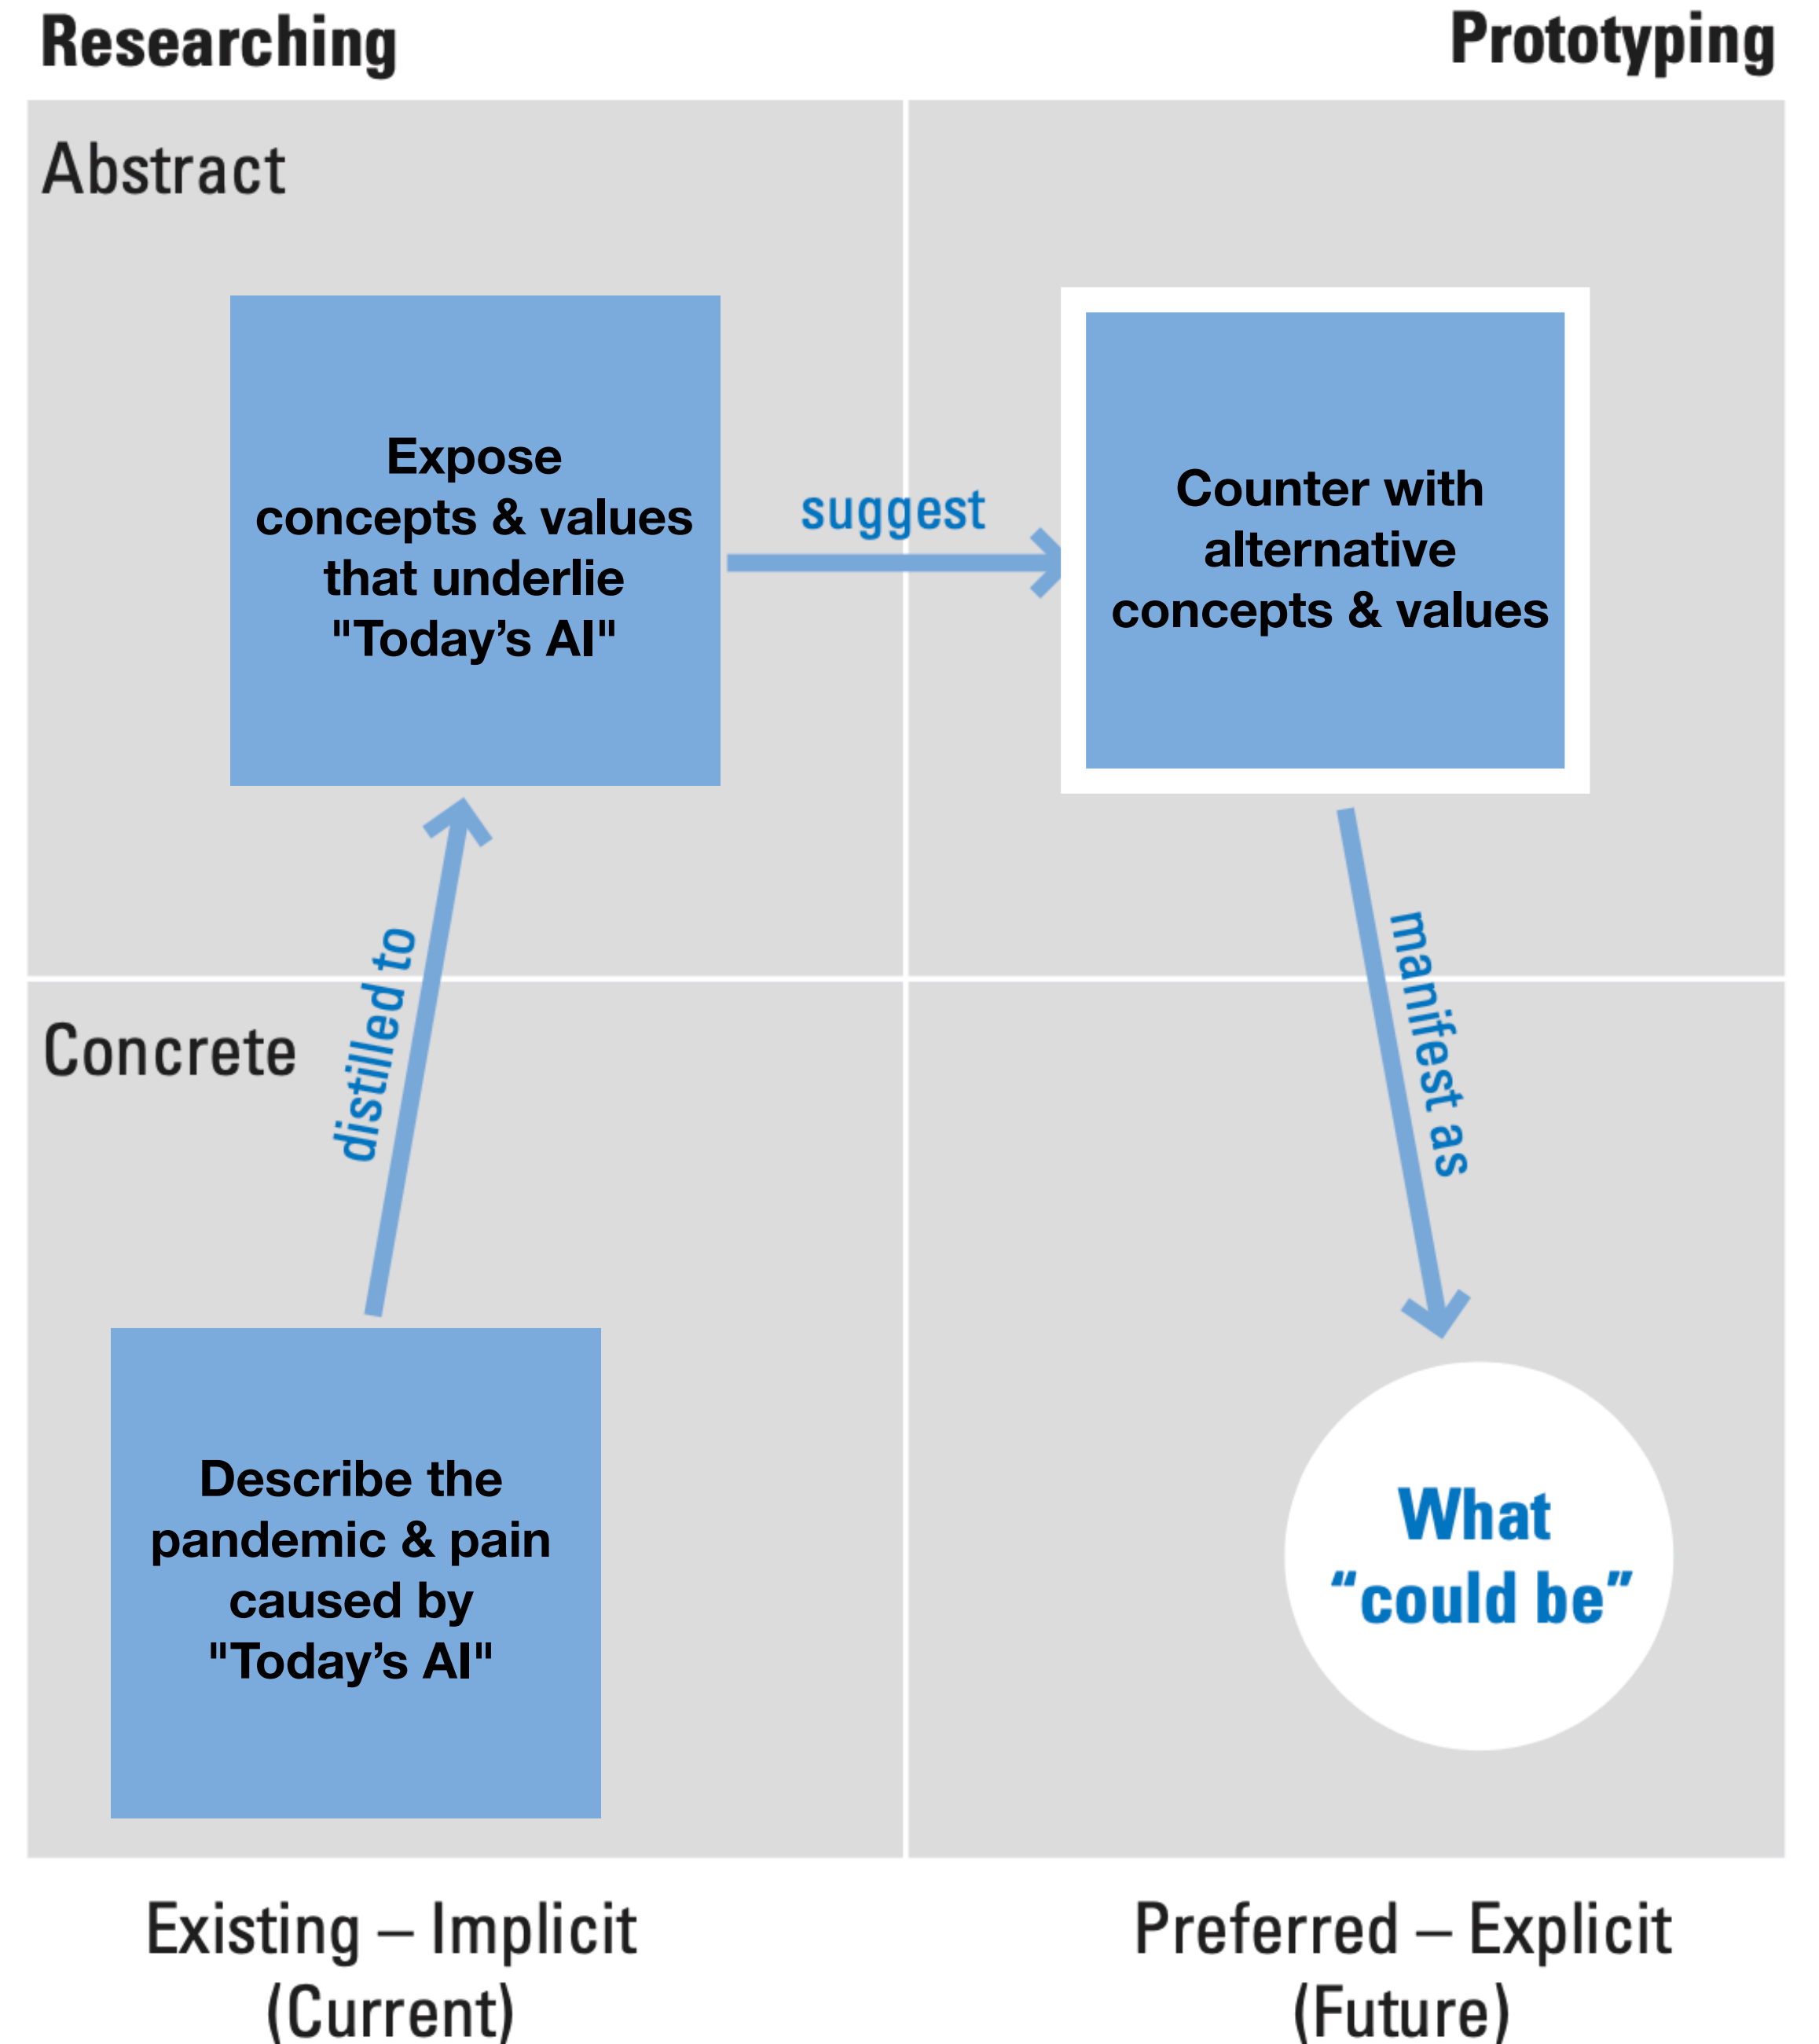 Researching
Prototyping
Abstract
Expose
concepts & values
that underlie
"Today’s AI"
suggest
Counter with
alternative
concepts & values
distilled to
manifest as
Concrete
Describe the
pandemic & pain
caused by
"Today’s AI"
What
“could be”
Existing – Implicit
(Current)
Preferred – Explicit
(Future)